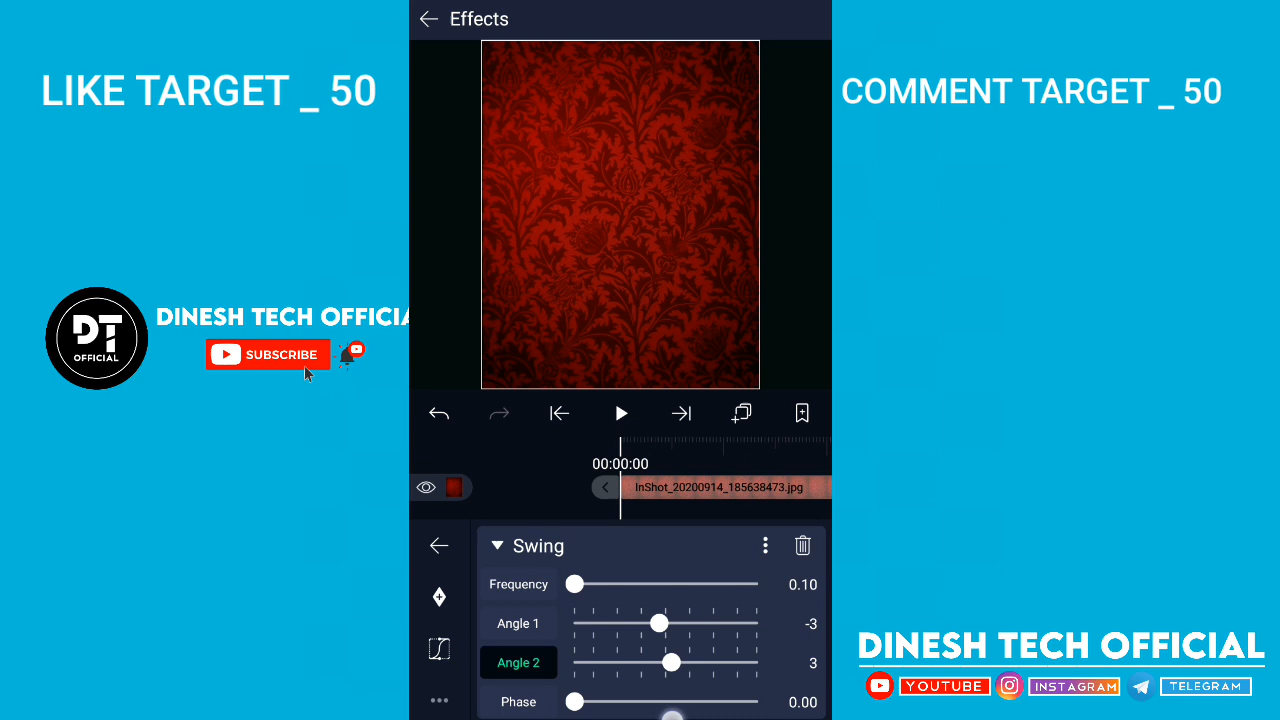 Effects
LIKE TARGET _ 50
COMMENT TARGET _ 50
DT
OFFICIAL
DINESH TECH OFFICIA
SUBSCRIBE
00:00:00
InShot_20200914_185638473.jpg
Swing
Frequency 0.10
Angle 1 -3
Angle 2 3
Phase 0.00
DINESH TECH OFFICIAL
YOUTUBE INSTAGRAM TELEGRAM